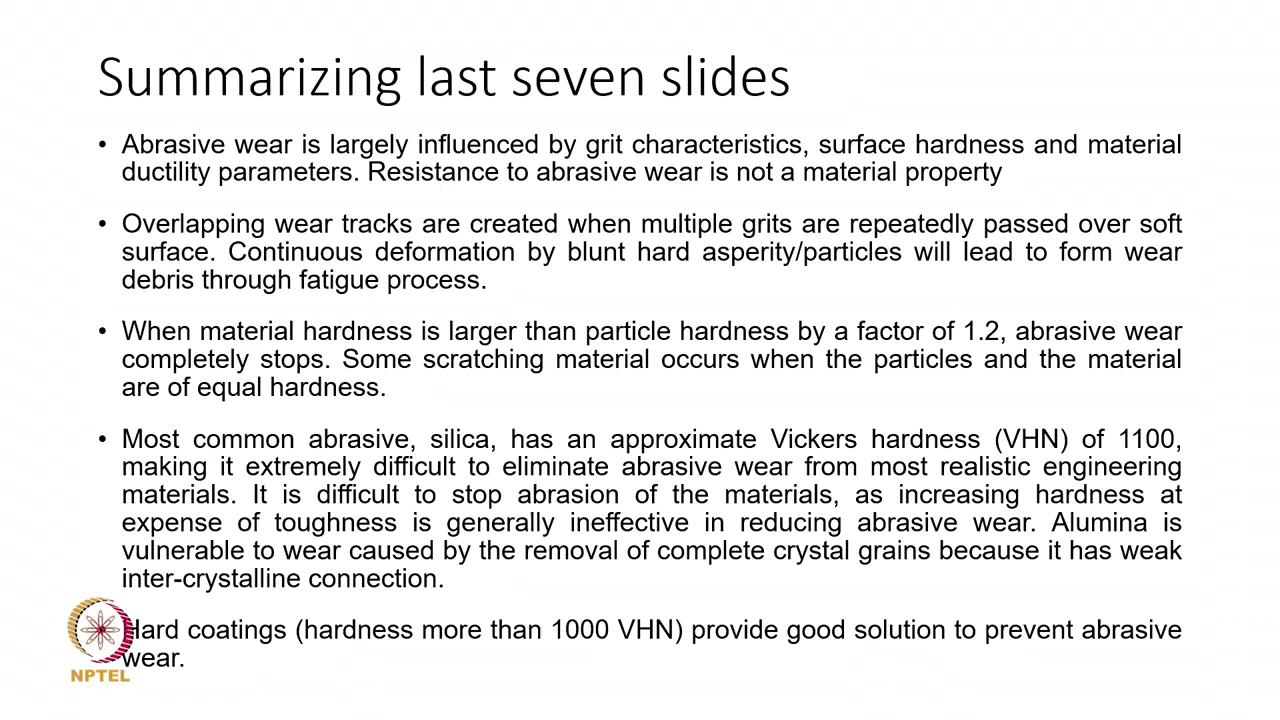 Summarizing last seven slides
• Abrasive wear is largely influenced by grit characteristics, surface hardness and material
ductility parameters. Resistance to abrasive wear is not a material property
• Overlapping wear tracks are created when multiple grits are repeatedly passed over soft
surface. Continuous deformation by blunt hard asperity/particles will lead to form wear
debris through fatigue process.
• When material hardness is larger than particle hardness by a factor of 1.2, abrasive wear
completely stops. Some scratching material occurs when the particles and the material
are of equal hardness.
• Most common abrasive, silica, has an approximate Vickers hardness (VHN) of 1100,
making it extremely difficult to eliminate abrasive wear from most realistic engineering
materials. It is difficult to stop abrasion of the materials, as increasing hardness at
expense of toughness is generally ineffective in reducing abrasive wear. Alumina is
vulnerable to wear caused by the removal of complete crystal grains because it has weak
inter-crystalline connection.
Hard coatings (hardness more than 1000 VHN) provide good solution to prevent abrasive
wear.
NPTEL